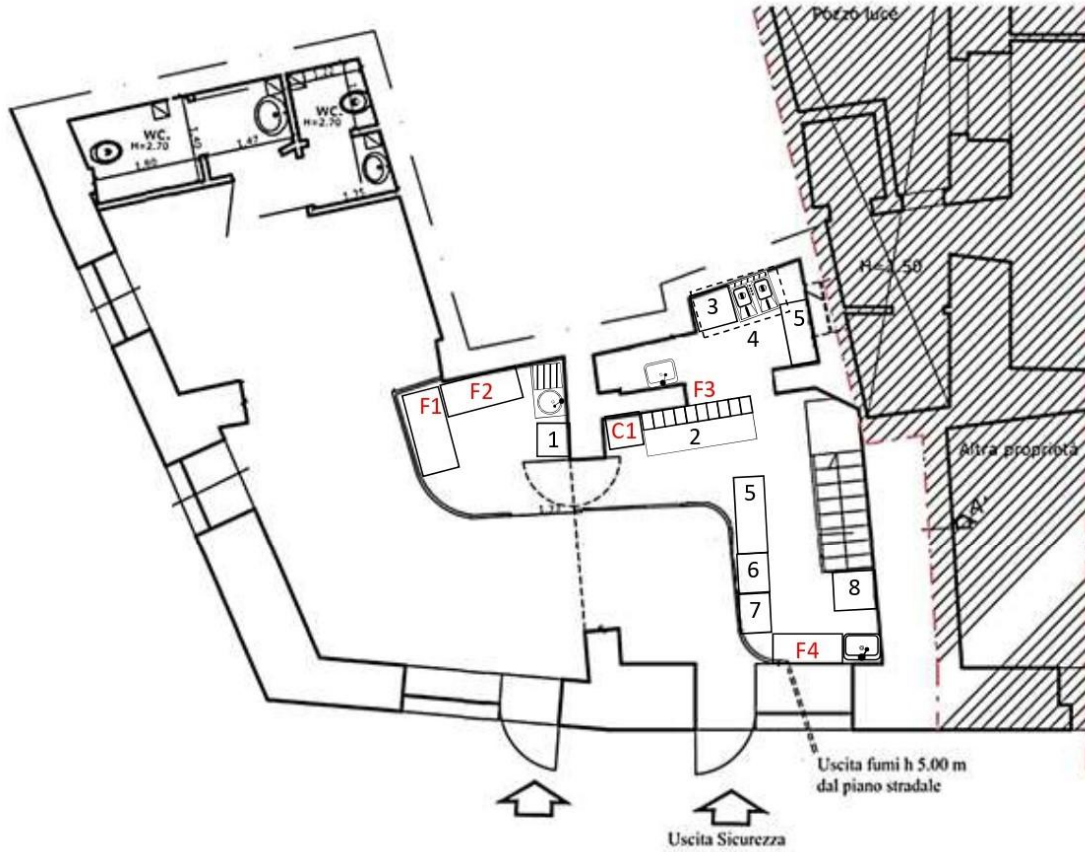 Pozzo luce
1.22
WC.
H=2.70
WC.
H=2.70
1.47
1.80
1.35
3
4
5
F3
F1
F2
1
C1
2
Altra proprietà
5
6
7
8
F4
Uscita fumi h 5.00 m
dal piano stradale
Uscita Sicurezza